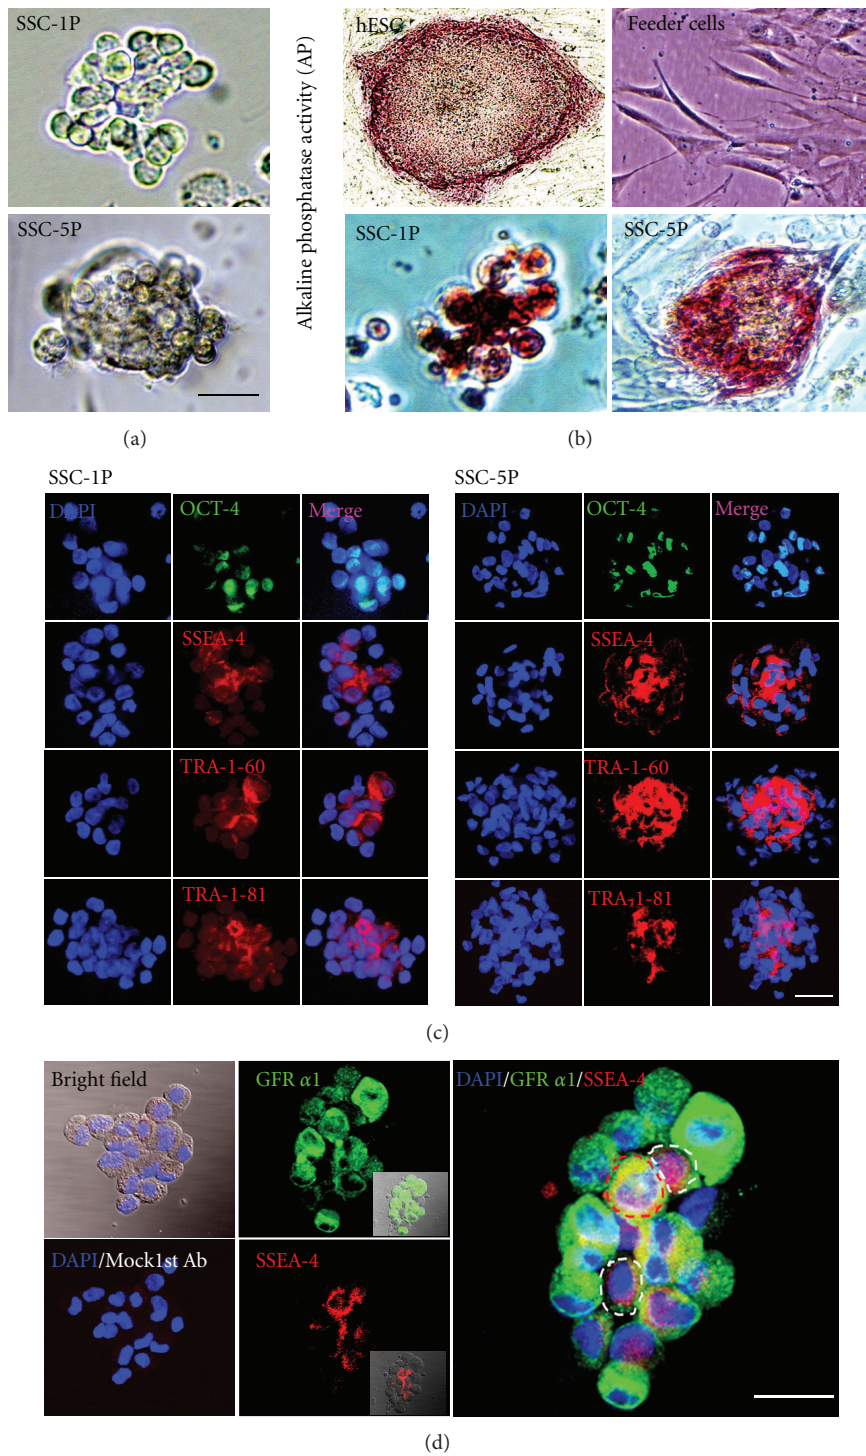 SSC-1P
SSC-5P
Alkaline phosphatase activity (AP)
hESC
Feeder cells
SSC-1P
SSC-5P
(a)
(b)
SSC-1P
DAPI
OCT-4
Merge
SSEA-4
TRA-1-60
TRA-1-81
SSC-5P
DAPI
OCT-4
Merge
SSEA-4
TRA-1-60
TRA-1-81
(c)
Bright field
GFR α1
DAPI/GFR α1/SSEA-4
DAPI/Mock1st Ab
SSEA-4
(d)